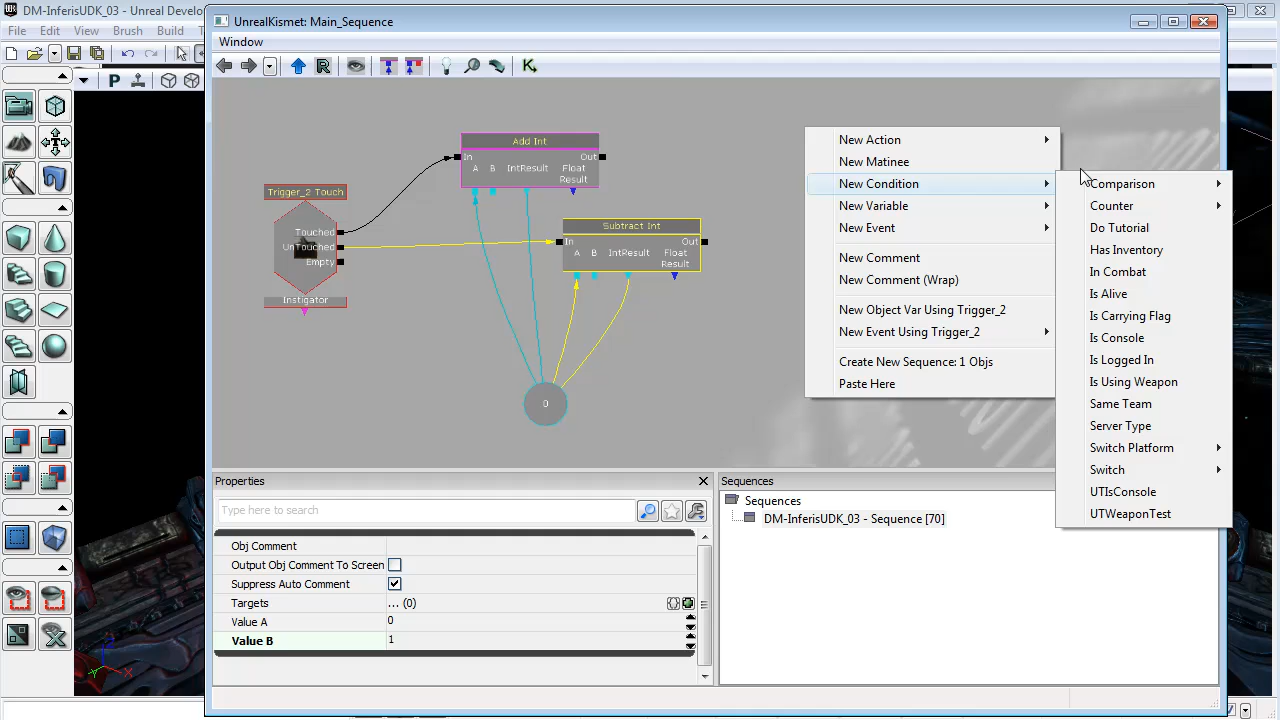 DM-InferisUDK_03 - Unreal Develo
File Edit View Brush Build
UnrealKismet: Main_Sequence
Window
Trigger_2 Touch
Touched
UnTouched
Empty
Instigator
Add Int
In Out
A B IntResult Float
Result
Subtract Int
In Out
A B IntResult Float
Result
0
New Action
New Matinee
New Condition
New Variable
New Event
New Comment
New Comment (Wrap)
New Object Var Using Trigger_2
New Event Using Trigger_2
Create New Sequence: 1 Objs
Paste Here
Comparison
Counter
Do Tutorial
Has Inventory
In Combat
Is Alive
Is Carrying Flag
Is Console
Is Logged In
Is Using Weapon
Same Team
Server Type
Switch Platform
Switch
UTIsConsole
UTWeaponTest
Properties
Type here to search
Obj Comment
Output Obj Comment To Screen
Suppress Auto Comment
Targets ... (0)
Value A 0
Value B 1
Sequences
Sequences
DM-InferisUDK_03 - Sequence [70]